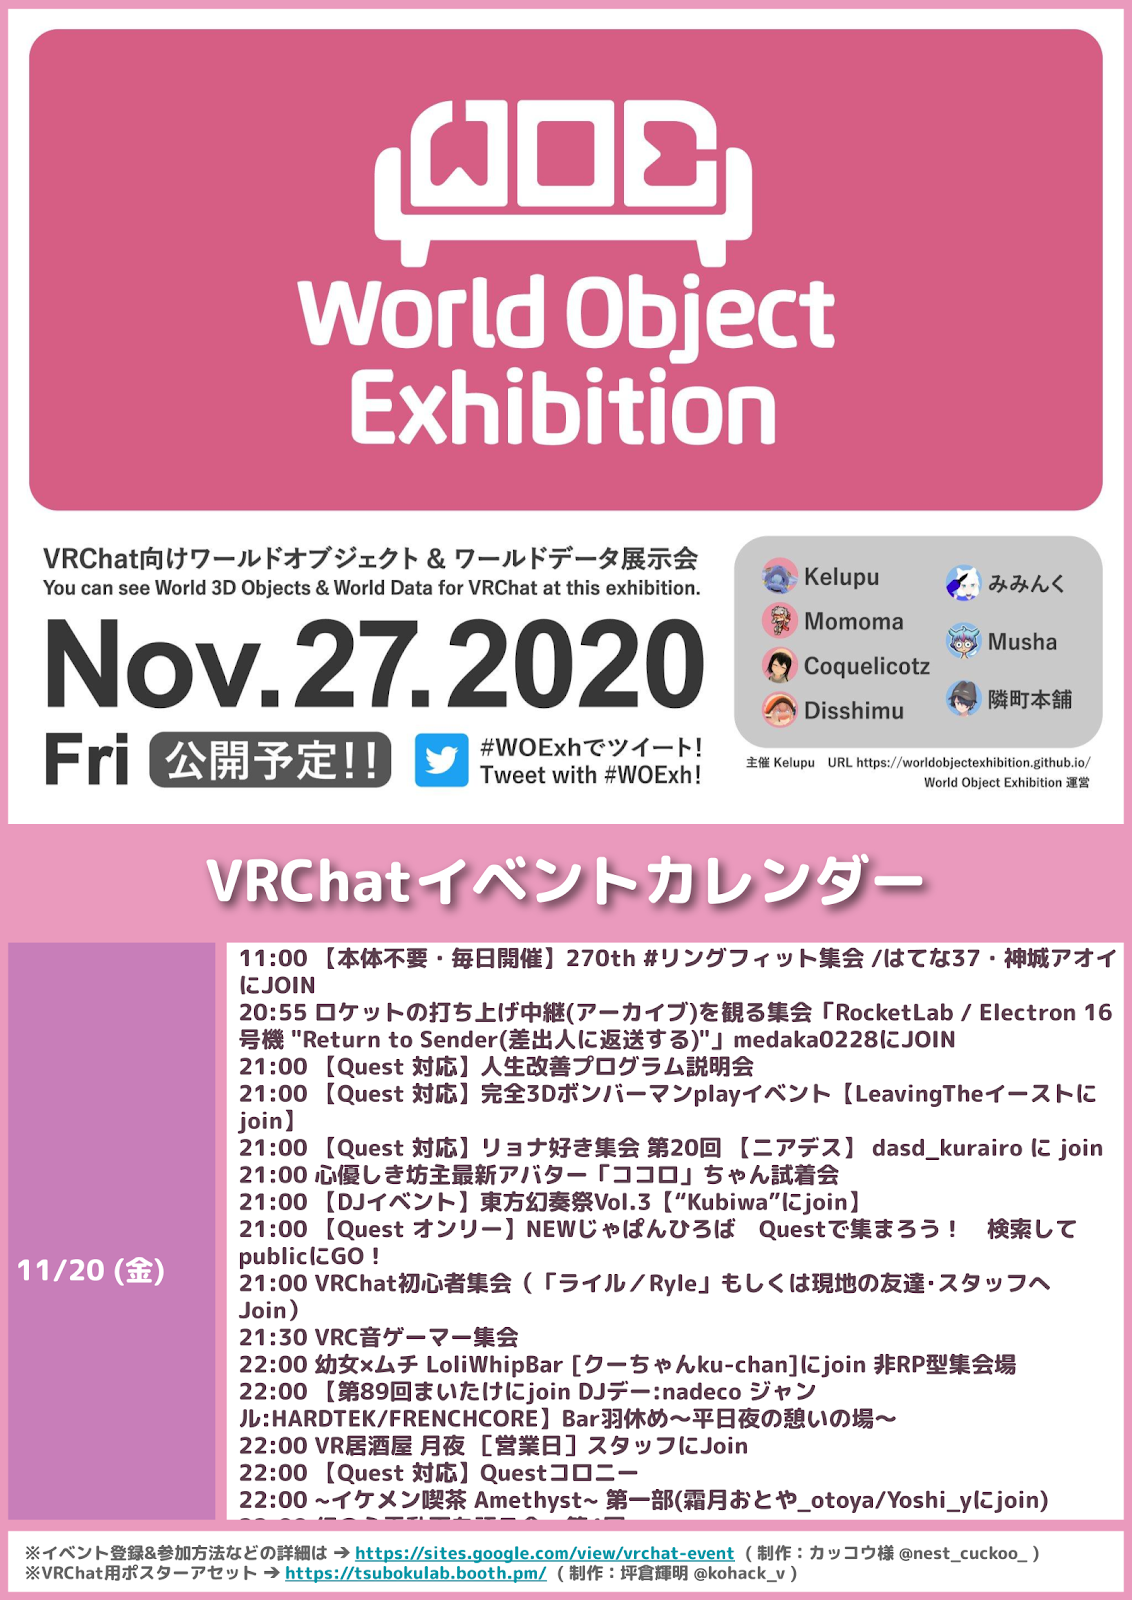 WOE
World Object
Exhibition
VRChat向けワールドオブジェクト & ワールドデータ展示会
You can see World 3D Objects & World Data for VRChat at this exhibition.
Nov.27.2020
Fri 公開予定!!
#WOExhでツイート!
Tweet with #WOExh!
Kelupu
Momoma
Coquelicotz
Disshimu
みみんく
Musha
隣町本舗
主催 Kelupu URL https://worldobjectexhibition.github.io/
World Object Exhibition 運営
VRChatイベントカレンダー
11/20 (金)
11:00 【本体不要・毎日開催】270th #リングフィット集会 /はてな37・神城アオイ
にJOIN
20:55 ロケットの打ち上げ中継(アーカイブ)を観る集会「RocketLab / Electron 16
号機 "Return to Sender(差出人に返送する)"」medaka0228にJOIN
21:00 【Quest 対応】人生改善プログラム説明会
21:00 【Quest 対応】完全3Dボンバーマンplayイベント【LeavingTheイーストに
join】
21:00 【Quest 対応】リョナ好き集会 第20回 【ニアデス】 dasd_kurairo に join
21:00 心優しき坊主最新アバター「ココロ」ちゃん試着会
21:00 【DJイベント】東方幻奏祭Vol.3【“Kubiwa”にjoin】
21:00 【Quest オンリー】NEWじゃぱんひろば　Questで集まろう！　検索して
publicにGO！
21:00 VRChat初心者集会（「ライル／Ryle」もしくは現地の友達･スタッフへ
Join）
21:30 VRC音ゲーマー集会
22:00 幼女×ムチ LoliWhipBar [クーちゃんku-chan]にjoin 非RP型集会場
22:00 【第89回まいたけにjoin DJデー:nadeco ジャン
ル:HARDTEK/FRENCHCORE】Bar羽休め〜平日夜の憩いの場〜
22:00 VR居酒屋 月夜 ［営業日］スタッフにJoin
22:00 【Quest 対応】Questコロニー
22:00 ~イケメン喫茶 Amethyst~ 第一部(霜月おとや_otoya/Yoshi_yにjoin)
※イベント登録&参加方法などの詳細は ➔ https://sites.google.com/view/vrchat-event （制作：カッコウ様 @nest_cuckoo_ ）
※VRChat用ポスターアセット ➔ https://tsubokulab.booth.pm/ （制作：坪倉輝明 @kohack_v ）